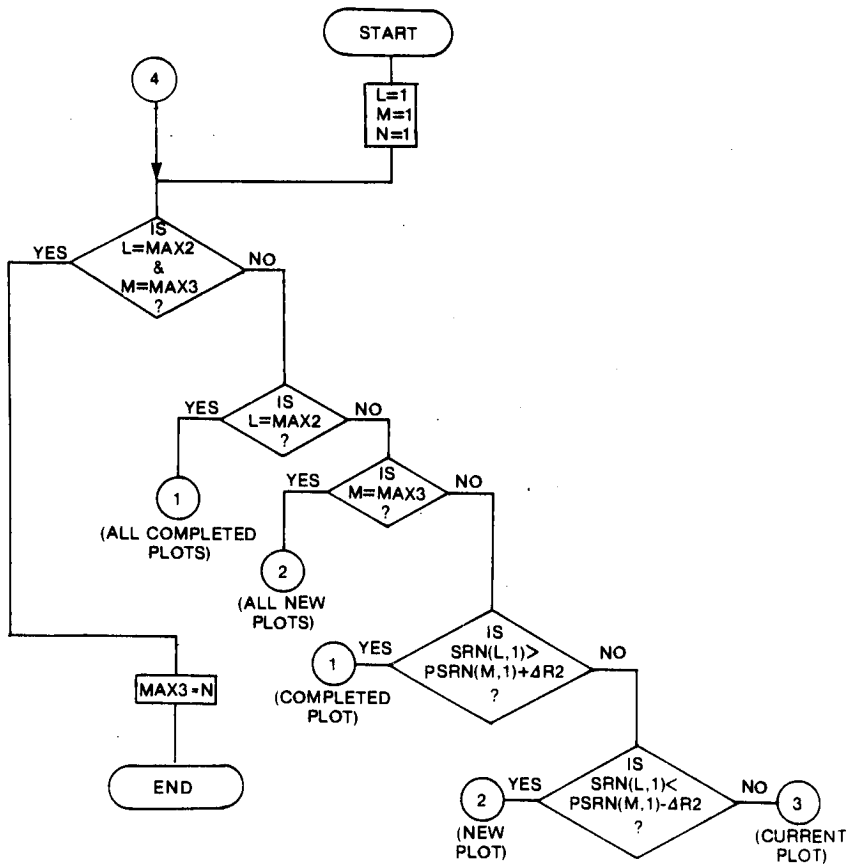 START
4
L=1
M=1
N=1
IS
L=MAX2
&
M=MAX3
?
YES
NO
IS
L=MAX2
?
YES
NO
1
(ALL COMPLETED
PLOTS)
IS
M=MAX3
?
YES
NO
2
(ALL NEW
PLOTS)
IS
SRN(L,1)>
PSRN(M,1)+ΔR2
?
YES
NO
1
(COMPLETED
PLOT)
MAX3=N
END
IS
SRN(L,1)<
PSRN(M,1)-ΔR2
?
YES
NO
2
(NEW
PLOT)
3
(CURRENT
PLOT)